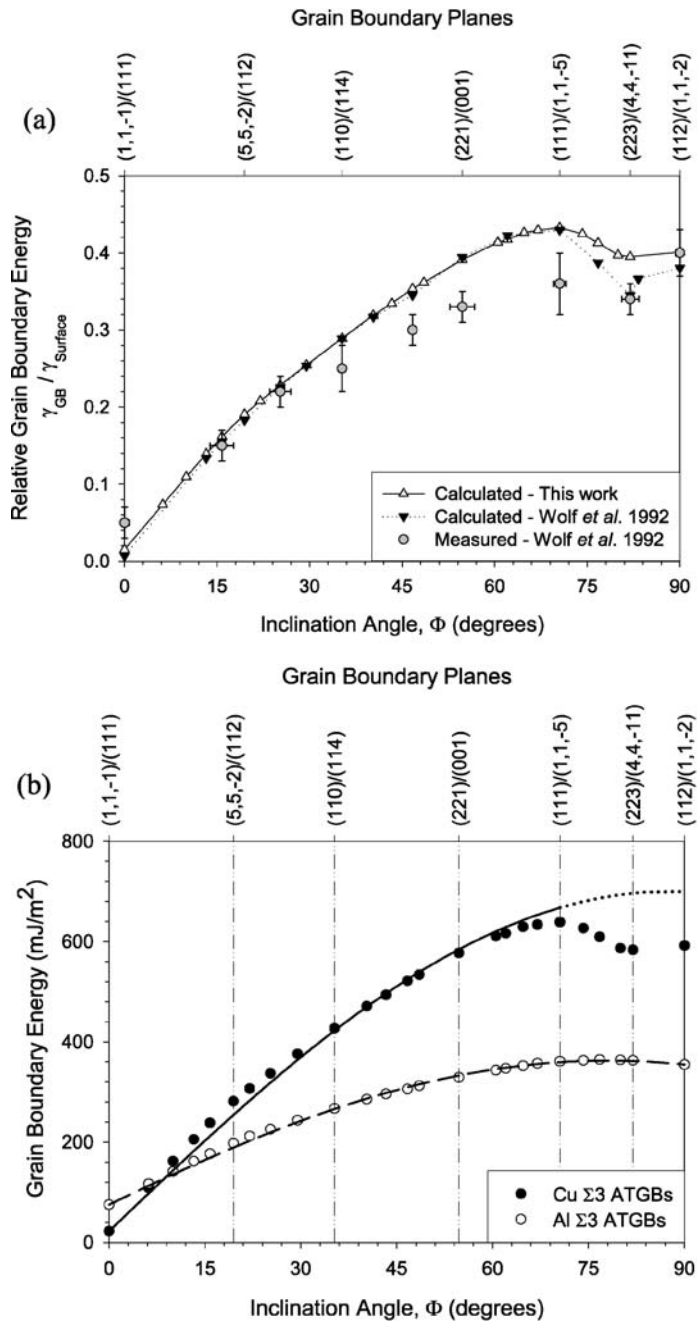 Grain Boundary Planes
(1,1,-1)/(111)
(5,5,-2)/(112)
(110)/(114)
(221)/(001)
(111)/(1,1,-5)
(223)/(4,4,-11)
(112)/(1,1,-2)
(a)
Relative Grain Boundary Energy
γGB / γSurface
0.5
0.4
0.3
0.2
0.1
0.0
Calculated - This work
Calculated - Wolf et al. 1992
Measured - Wolf et al. 1992
0 15 30 45 60 75 90
Inclination Angle, Φ (degrees)
Grain Boundary Planes
(1,1,-1)/(111)
(5,5,-2)/(112)
(110)/(114)
(221)/(001)
(111)/(1,1,-5)
(223)/(4,4,-11)
(112)/(1,1,-2)
(b)
Grain Boundary Energy (mJ/m²)
800
600
400
200
0
Cu Σ3 ATGBs
Al Σ3 ATGBs
0 15 30 45 60 75 90
Inclination Angle, Φ (degrees)